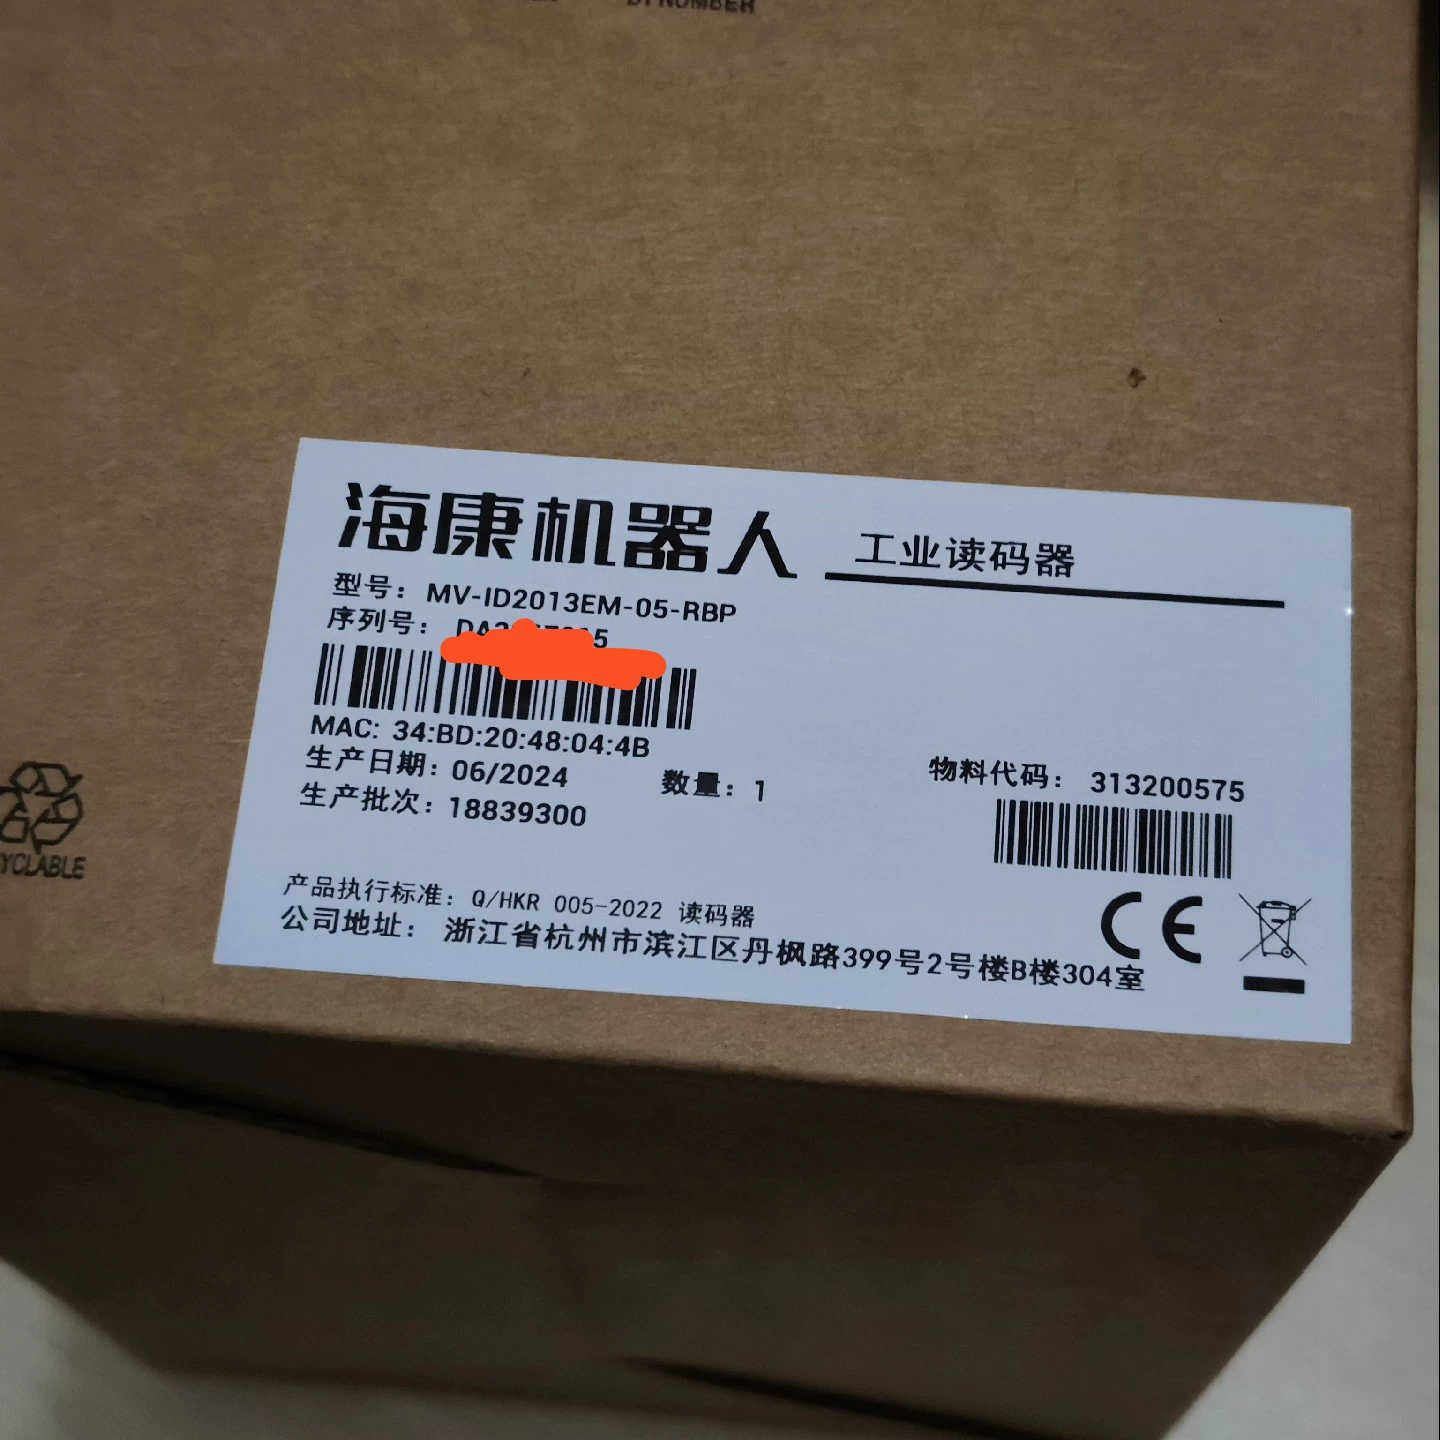 海康机器人 工业读码器
型号： MV-ID2013EM-05-RBP
序列号：
MAC: 34:BD:20:48:04:4B
生产日期: 06/2024 数量: 1 物料代码: 313200575
生产批次: 18839300
产品执行标准: Q/HKR 005-2022 读码器
公司地址: 浙江省杭州市滨江区丹枫路399号2号楼B楼304室
CE